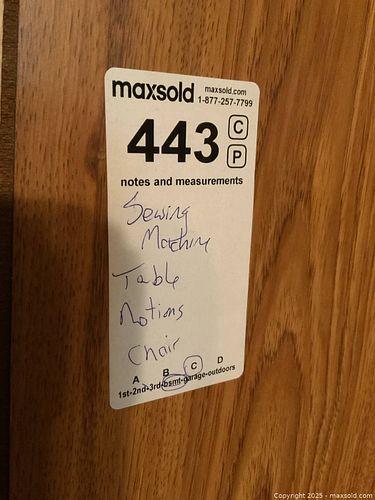 maxsold
maxsold.com
1-877-257-7799
443
C
P
notes and measurements
Sewing
Machine
Table
Notions
Chair
A B C D
1st-2nd-3rd-bsmt-garage-outdoors
Copyright 2025 - maxsold.com